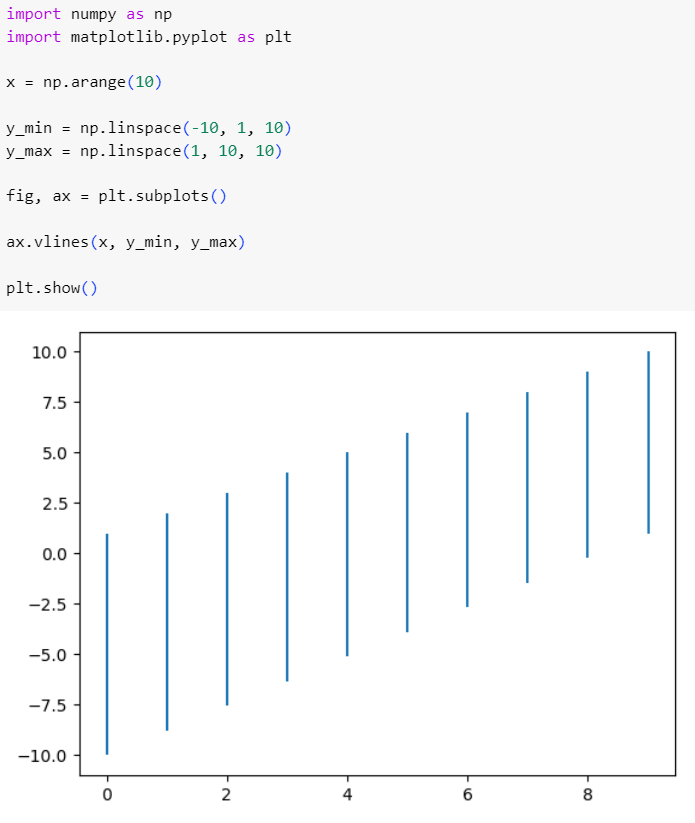 import numpy as np
import matplotlib.pyplot as plt
x = np.arange(10)
y_min = np.linspace(-10, 1, 10)
y_max = np.linspace(1, 10, 10)
fig, ax = plt.subplots()
ax.vlines(x, y_min, y_max)
plt.show()
10.0
7.5
5.0
2.5
0.0
−2.5
−5.0
−7.5
−10.0
0 2 4 6 8